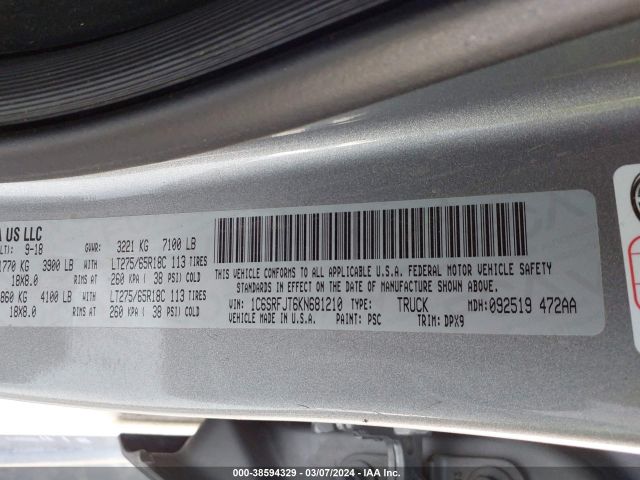 A US LLC
LTI: 9-18 GVWR: 3221 KG 7100 LB
1770 KG 3900 LB WITH LT275/65R18C 113 TIRES
18X8.0 RIMS AT 260 KPA ( 38 PSI) COLD
860 KG 4100 LB WITH LT275/65R18C 113 TIRES
18X8.0 RIMS AT 260 KPA ( 38 PSI) COLD
THIS VEHICLE CONFORMS TO ALL APPLICABLE U.S.A. FEDERAL MOTOR VEHICLE SAFETY
STANDARDS IN EFFECT ON THE DATE OF MANUFACTURE SHOWN ABOVE.
VIN: 1C6SRFJT6KN681210 TYPE: TRUCK MDH: 092519 472AA
VEHICLE MADE IN U.S.A. PAINT: PSC TRIM: DPX9
000-38594329 — 03/07/2024 — IAA Inc.